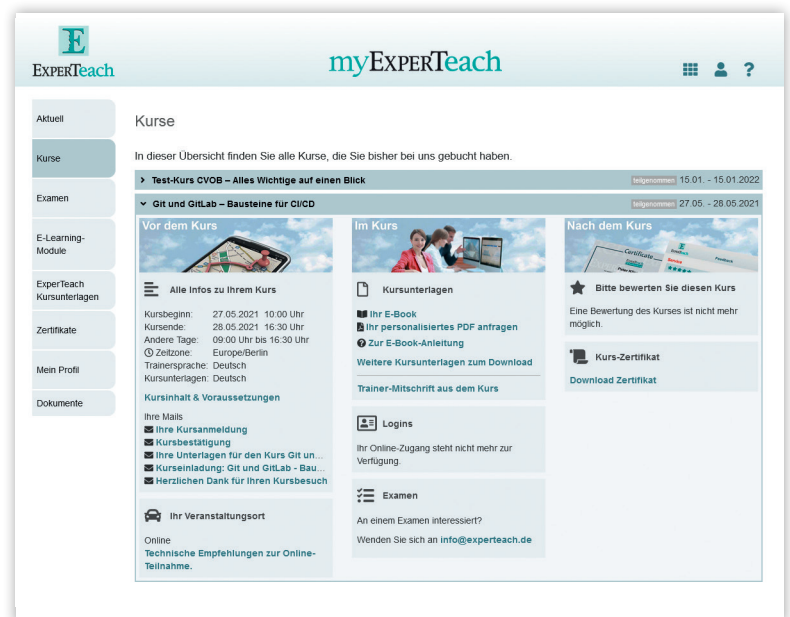 E
EXPERTeach
myEXPERTeach
?
Aktuell
Kurse
Examen
E-Learning-
Module
ExperTeach
Kursunterlagen
Zertifikate
Mein Profil
Dokumente
Kurse
In dieser Übersicht finden Sie alle Kurse, die Sie bisher bei uns gebucht haben.
Test-Kurs CVOB – Alles Wichtige auf einen Blick teilgenommen 15.01. - 15.01.2022
Git und GitLab – Bausteine für CI/CD teilgenommen 27.05. - 28.05.2021
Vor dem Kurs
Alle Infos zu Ihrem Kurs
Kursbeginn: 27.05.2021 10:00 Uhr
Kursende: 28.05.2021 16:30 Uhr
Andere Tage: 09:00 Uhr bis 16:30 Uhr
Zeitzone: Europe/Berlin
Trainersprache: Deutsch
Kursunterlagen: Deutsch
Kursinhalt & Voraussetzungen
Ihre Mails
Ihre Kursanmeldung
Kursbestätigung
Ihre Unterlagen für den Kurs Git un...
Kurseinladung: Git und GitLab - Bau...
Herzlichen Dank für Ihren Kursbesuch
Ihr Veranstaltungsort
Online
Technische Empfehlungen zur Online-
Teilnahme.
Im Kurs
Kursunterlagen
Ihr E-Book
Ihr personalisiertes PDF anfragen
Zur E-Book-Anleitung
Weitere Kursunterlagen zum Download
Trainer-Mitschrift aus dem Kurs
Logins
Ihr Online-Zugang steht nicht mehr zur
Verfügung.
Examen
An einem Examen interessiert?
Wenden Sie sich an info@experteach.de
Nach dem Kurs
Certificate
Service
Feedback
Bitte bewerten Sie diesen Kurs
Eine Bewertung des Kurses ist nicht mehr
möglich.
Kurs-Zertifikat
Download Zertifikat